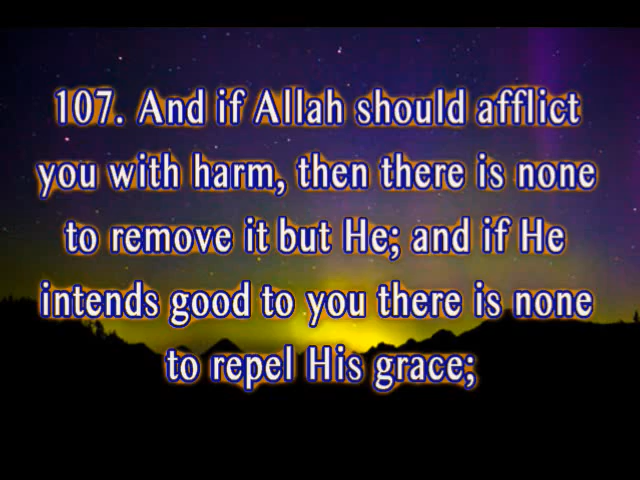 107. And if Allah should afflict
you with harm, then there is none
to remove it but He; and if He
intends good to you there is none
to repel His grace;